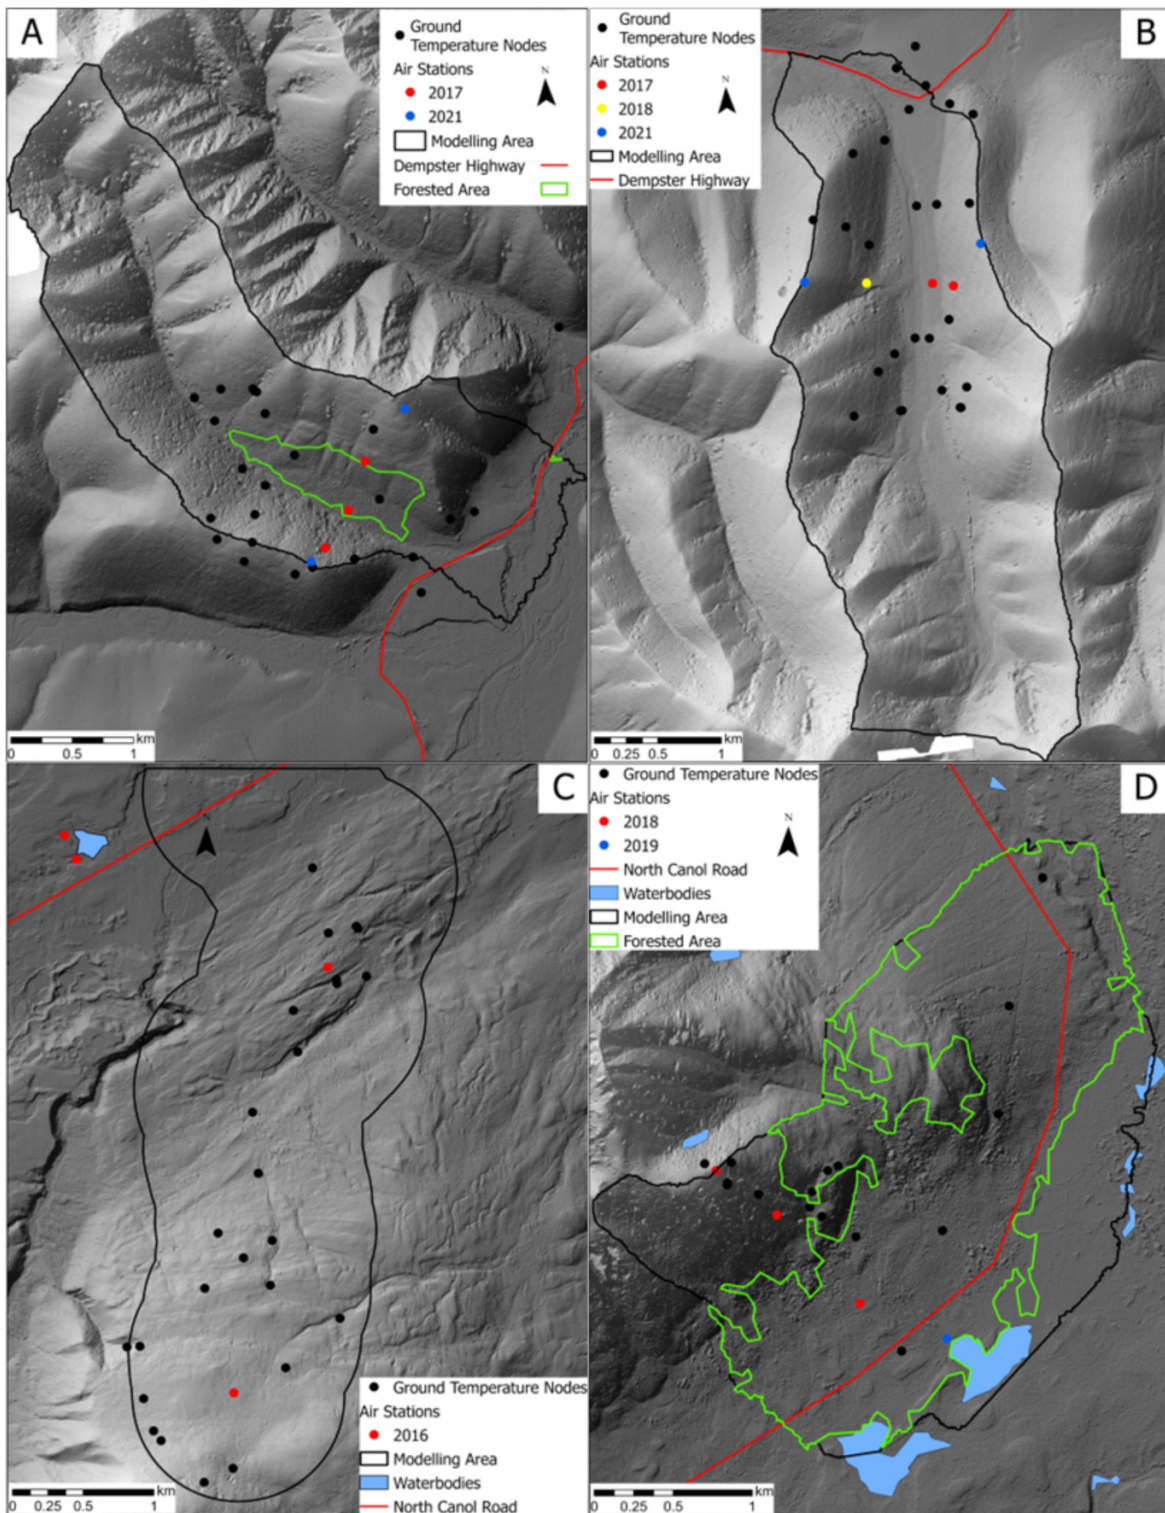 A
Ground
Temperature Nodes
Air Stations
N
2017
2021
Modelling Area
Dempster Highway
Forested Area
km
0 0.5 1
B
Ground
Temperature Nodes
Air Stations
2017
N
2018
2021
Modelling Area
Dempster Highway
km
0 0.25 0.5 1
C
N
Ground Temperature Nodes
Air Stations
2016
Modelling Area
Waterbodies
North Canol Road
km
0 0.25 0.5 1
D
Ground Temperature Nodes
Air Stations
2018
N
2019
North Canol Road
Waterbodies
Modelling Area
Forested Area
km
0 0.25 0.5 1